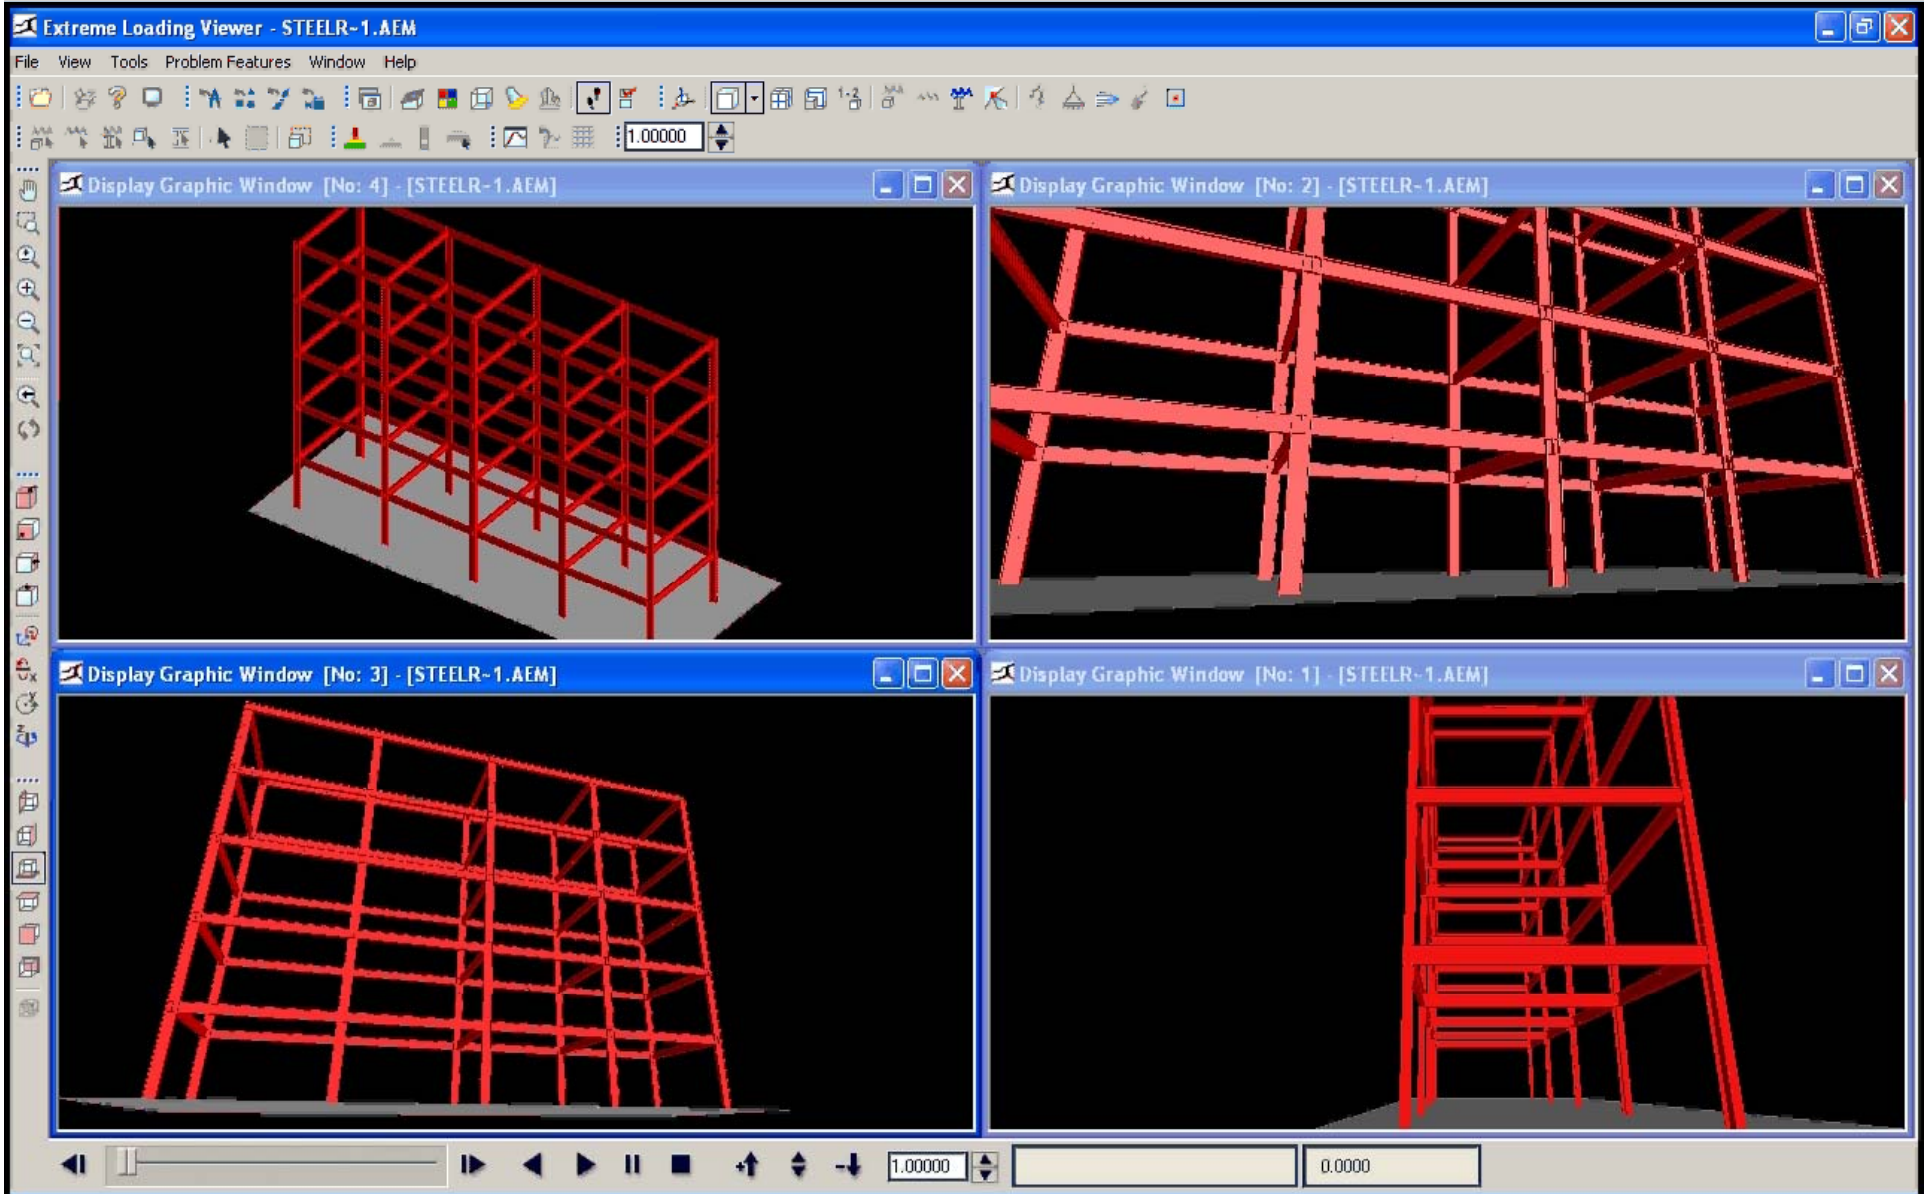 Extreme Loading Viewer - STEELR~1.AEM
File View Tools Problem Features Window Help
1-2
1.00000
Display Graphic Window [No: 4] - [STEELR~1.AEM]
Display Graphic Window [No: 2] - [STEELR~1.AEM]
Display Graphic Window [No: 3] - [STEELR~1.AEM]
Display Graphic Window [No: 1] - [STEELR~1.AEM]
1.00000
0.0000